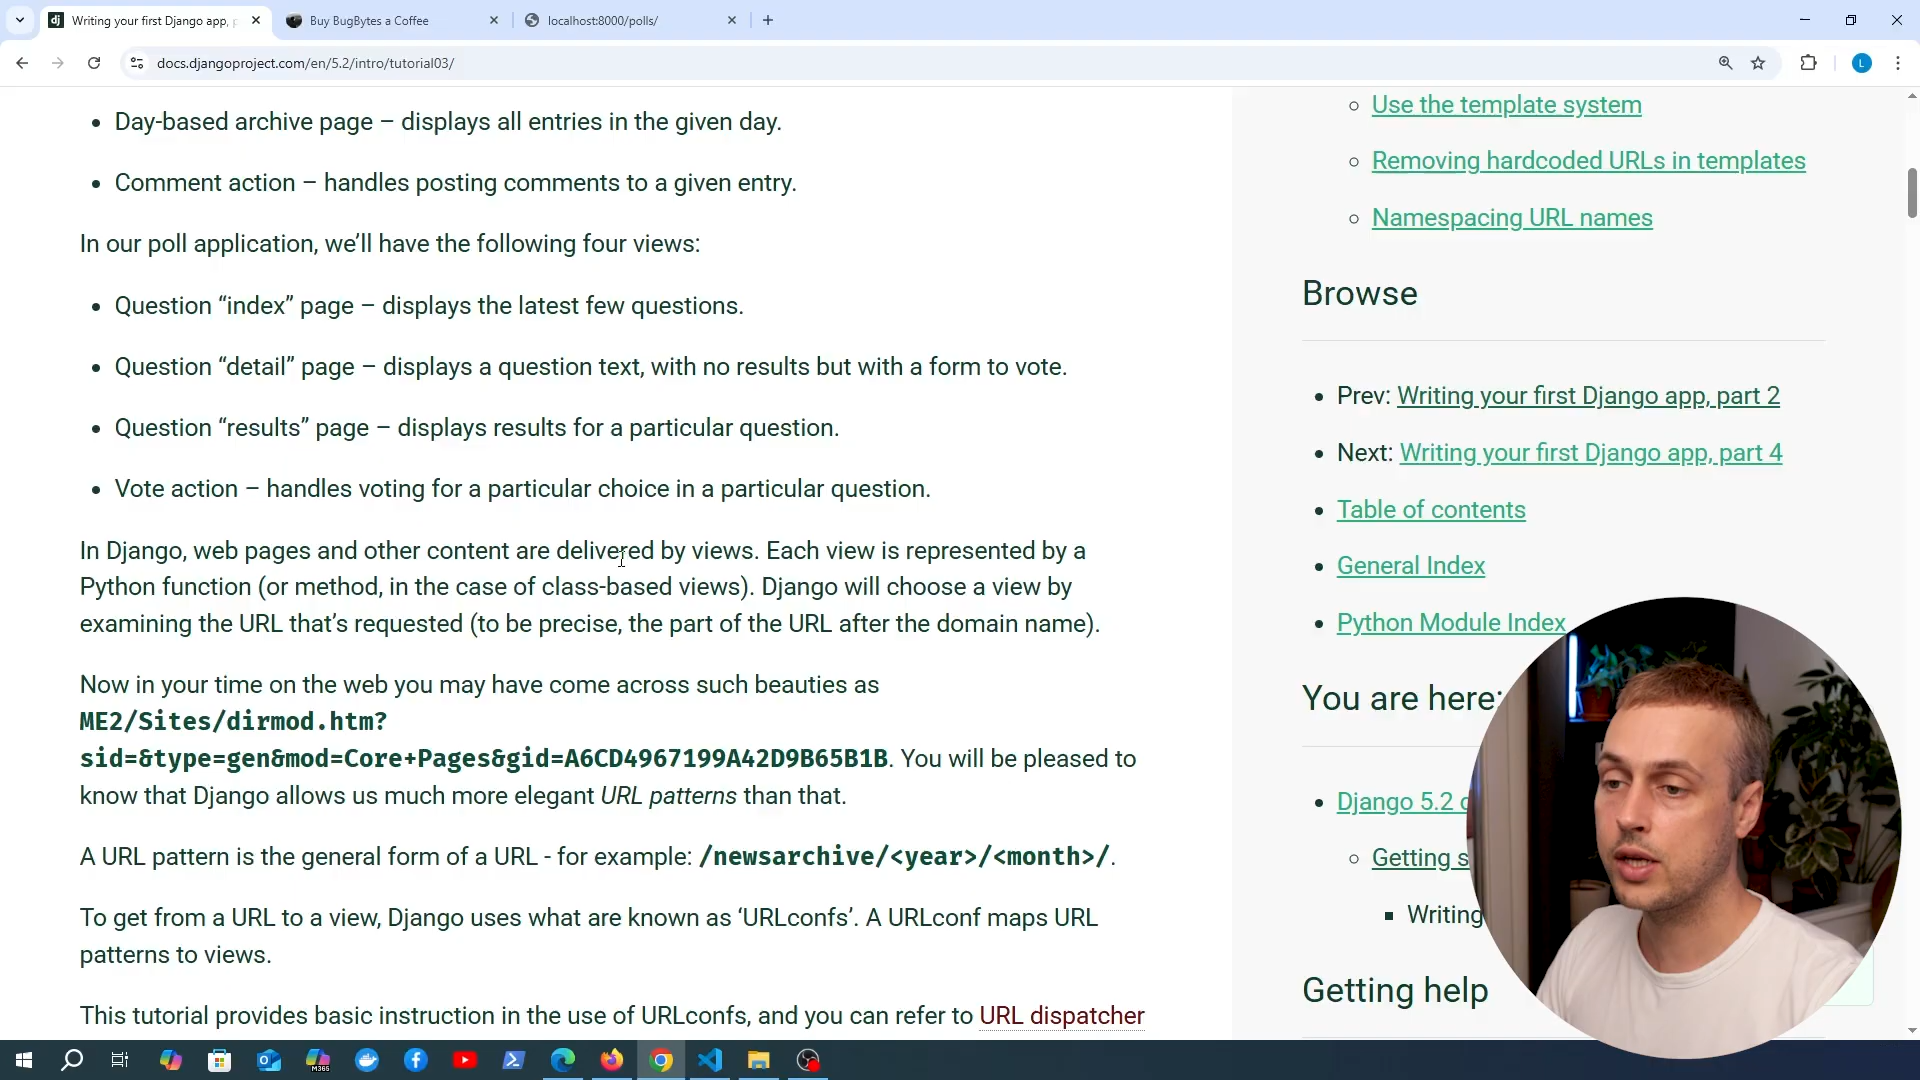 Writing your first Django app, p
Buy BugBytes a Coffee
localhost:8000/polls/
docs.djangoproject.com/en/5.2/intro/tutorial03/
L
Day-based archive page – displays all entries in the given day.
Comment action – handles posting comments to a given entry.
In our poll application, we’ll have the following four views:
Question “index” page – displays the latest few questions.
Question “detail” page – displays a question text, with no results but with a form to vote.
Question “results” page – displays results for a particular question.
Vote action – handles voting for a particular choice in a particular question.
In Django, web pages and other content are delivered by views. Each view is represented by a
Python function (or method, in the case of class-based views). Django will choose a view by
examining the URL that’s requested (to be precise, the part of the URL after the domain name).
Now in your time on the web you may have come across such beauties as
ME2/Sites/dirmod.htm?
sid=&type=gen&mod=Core+Pages&gid=A6CD4967199A42D9B65B1B. You will be pleased to
know that Django allows us much more elegant URL patterns than that.
A URL pattern is the general form of a URL - for example: /newsarchive/<year>/<month>/.
To get from a URL to a view, Django uses what are known as ‘URLconfs’. A URLconf maps URL
patterns to views.
This tutorial provides basic instruction in the use of URLconfs, and you can refer to URL dispatcher
Use the template system
Removing hardcoded URLs in templates
Namespacing URL names
Browse
Prev: Writing your first Django app, part 2
Next: Writing your first Django app, part 4
Table of contents
General Index
Python Module Index
You are here:
Django 5.2
Getting s
Writing
Getting help